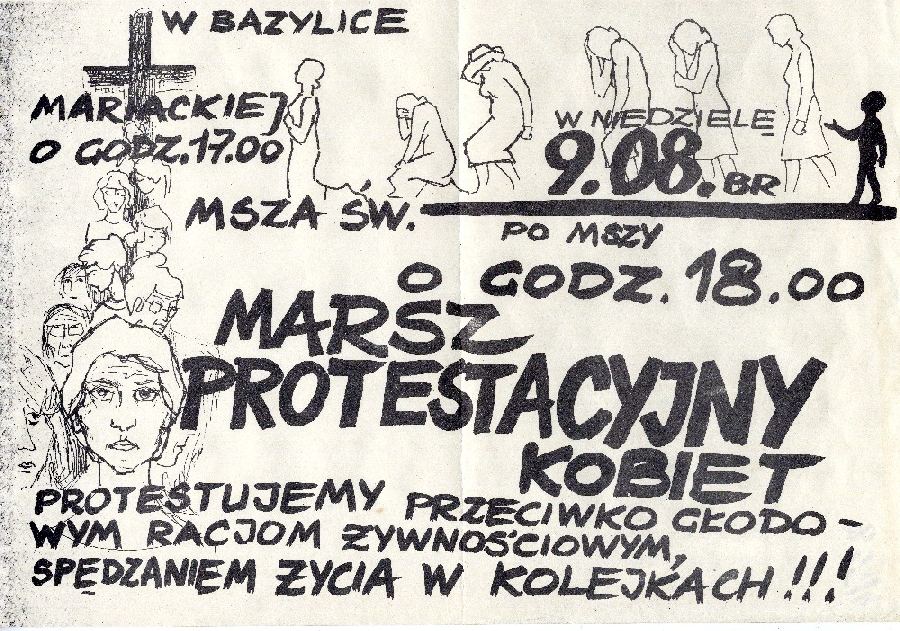 W BAZYLICE
MARIACKIEJ
O GODZ. 17.00
W NIEDZIELĘ
9.08. BR
MSZA ŚW.
PO MSZY
O GODZ. 18.00
MARSZ
PROTESTACYJNY
KOBIET
PROTESTUJEMY PRZECIWKO GŁODO-
WYM RACJOM ŻYWNOŚCIOWYM,
SPĘDZANIEM ŻYCIA W KOLEJKACH!!!